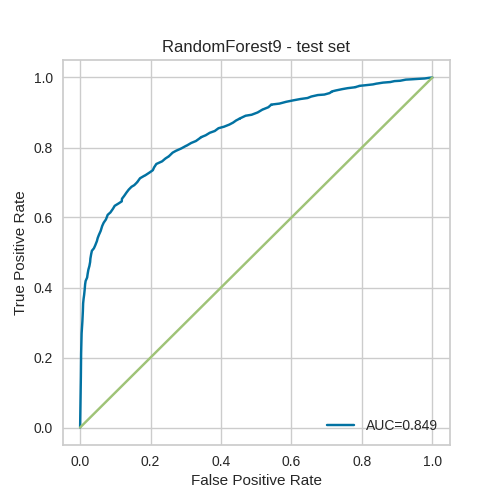 RandomForest9 - test set
True Positive Rate
1.0
0.8
0.6
0.4
0.2
0.0
AUC=0.849
0.0 0.2 0.4 0.6 0.8 1.0
False Positive Rate